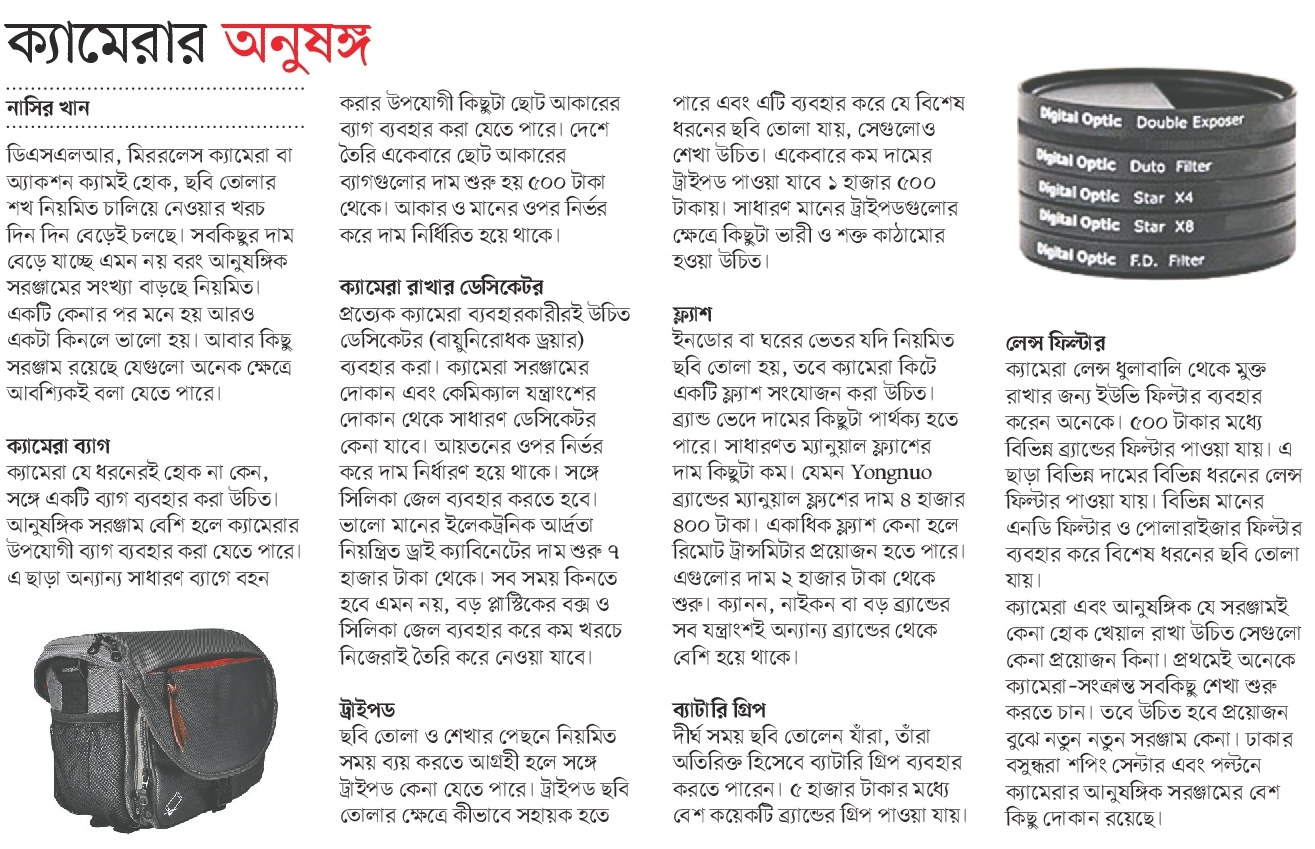 ক্যামেরার অনুষঙ্গ
নাসির খান
ডিএসএলআর, মিররলেস ক্যামেরা বা
অ্যাকশন ক্যামই হোক, ছবি তোলার
শখ নিয়মিত চালিয়ে নেওয়ার খরচ
দিন দিন বেড়েই চলছে। সবকিছুর দাম
বেড়ে যাচ্ছে এমন নয় বরং আনুষঙ্গিক
সরঞ্জামের সংখ্যা বাড়ছে নিয়মিত।
একটি কেনার পর মনে হয় আরও
একটা কিনলে ভালো হয়। আবার কিছু
সরঞ্জাম রয়েছে যেগুলো অনেক ক্ষেত্রে
আবশ্যিকই বলা যেতে পারে।
ক্যামেরা ব্যাগ
ক্যামেরা যে ধরনেরই হোক না কেন,
সঙ্গে একটি ব্যাগ ব্যবহার করা উচিত।
আনুষঙ্গিক সরঞ্জাম বেশি হলে ক্যামেরার
উপযোগী ব্যাগ ব্যবহার করা যেতে পারে।
এ ছাড়া অন্যান্য সাধারণ ব্যাগে বহন
করার উপযোগী কিছুটা ছোট আকারের
ব্যাগ ব্যবহার করা যেতে পারে। দেশে
তৈরি একেবারে ছোট আকারের
ব্যাগগুলোর দাম শুরু হয় ৫০০ টাকা
থেকে। আকার ও মানের ওপর নির্ভর
করে দাম নির্ধিরিত হয়ে থাকে।
ক্যামেরা রাখার ডেসিকেটর
প্রত্যেক ক্যামেরা ব্যবহারকারীরই উচিত
ডেসিকেটর (বায়ুনিরোধক ড্রয়ার)
ব্যবহার করা। ক্যামেরা সরঞ্জামের
দোকান এবং কেমিক্যাল যন্ত্রাংশের
দোকান থেকে সাধারণ ডেসিকেটর
কেনা যাবে। আয়তনের ওপর নির্ভর
করে দাম নির্ধারণ হয়ে থাকে। সঙ্গে
সিলিকা জেল ব্যবহার করতে হবে।
ভালো মানের ইলেকট্রনিক আর্দ্রতা
নিয়ন্ত্রিত ড্রাই ক্যাবিনেটের দাম শুরু ৭
হাজার টাকা থেকে। সব সময় কিনতে
হবে এমন নয়, বড় প্লাস্টিকের বক্স ও
সিলিকা জেল ব্যবহার করে কম খরচে
নিজেরাই তৈরি করে নেওয়া যাবে।
ট্রাইপড
ছবি তোলা ও শেখার পেছনে নিয়মিত
সময় ব্যয় করতে আগ্রহী হলে সঙ্গে
ট্রাইপড কেনা যেতে পারে। ট্রাইপড ছবি
তোলার ক্ষেত্রে কীভাবে সহায়ক হতে
পারে এবং এটি ব্যবহার করে যে বিশেষ
ধরনের ছবি তোলা যায়, সেগুলোও
শেখা উচিত। একেবারে কম দামের
ট্রাইপড পাওয়া যাবে ১ হাজার ৫০০
টাকায়। সাধারণ মানের ট্রাইপডগুলোর
ক্ষেত্রে কিছুটা ভারী ও শক্ত কাঠামোর
হওয়া উচিত।
ফ্ল্যাশ
ইনডোর বা ঘরের ভেতর যদি নিয়মিত
ছবি তোলা হয়, তবে ক্যামেরা কিটে
একটি ফ্ল্যাশ সংযোজন করা উচিত।
ব্র্যান্ড ভেদে দামের কিছুটা পার্থক্য হতে
পারে। সাধারণত ম্যানুয়াল ফ্ল্যাশের
দাম কিছুটা কম। যেমন Yongnuo
ব্র্যান্ডের ম্যানুয়াল ফ্ল্যশের দাম ৪ হাজার
৪০০ টাকা। একাধিক ফ্ল্যাশ কেনা হলে
রিমোট ট্রান্সমিটার প্রয়োজন হতে পারে।
এগুলোর দাম ২ হাজার টাকা থেকে
শুরু। ক্যানন, নাইকন বা বড় ব্র্যান্ডের
সব যন্ত্রাংশই অন্যান্য ব্র্যান্ডের থেকে
বেশি হয়ে থাকে।
ব্যাটারি গ্রিপ
দীর্ঘ সময় ছবি তোলেন যাঁরা, তাঁরা
অতিরিক্ত হিসেবে ব্যাটারি গ্রিপ ব্যবহার
করতে পারেন। ৫ হাজার টাকার মধ্যে
বেশ কয়েকটি ব্র্যান্ডের গ্রিপ পাওয়া যায়।
Digital Optic Double Exposer
Digital Optic Duto Filter
Digital Optic Star X4
Digital Optic Star X8
Digital Optic F.D. Filter
লেন্স ফিল্টার
ক্যামেরা লেন্স ধুলাবালি থেকে মুক্ত
রাখার জন্য ইউভি ফিল্টার ব্যবহার
করেন অনেকে। ৫০০ টাকার মধ্যে
বিভিন্ন ব্র্যান্ডের ফিল্টার পাওয়া যায়। এ
ছাড়া বিভিন্ন দামের বিভিন্ন ধরনের লেন্স
ফিল্টার পাওয়া যায়। বিভিন্ন মানের
এনডি ফিল্টার ও পোলারাইজার ফিল্টার
ব্যবহার করে বিশেষ ধরনের ছবি তোলা
যায়।
ক্যামেরা এবং আনুষঙ্গিক যে সরঞ্জামই
কেনা হোক খেয়াল রাখা উচিত সেগুলো
কেনা প্রয়োজন কিনা। প্রথমেই অনেকে
ক্যামেরা-সংক্রান্ত সবকিছু শেখা শুরু
করতে চান। তবে উচিত হবে প্রয়োজন
বুঝে নতুন নতুন সরঞ্জাম কেনা। ঢাকার
বসুন্ধরা শপিং সেন্টার এবং পল্টনে
ক্যামেরার আনুষঙ্গিক সরঞ্জামের বেশ
কিছু দোকান রয়েছে।